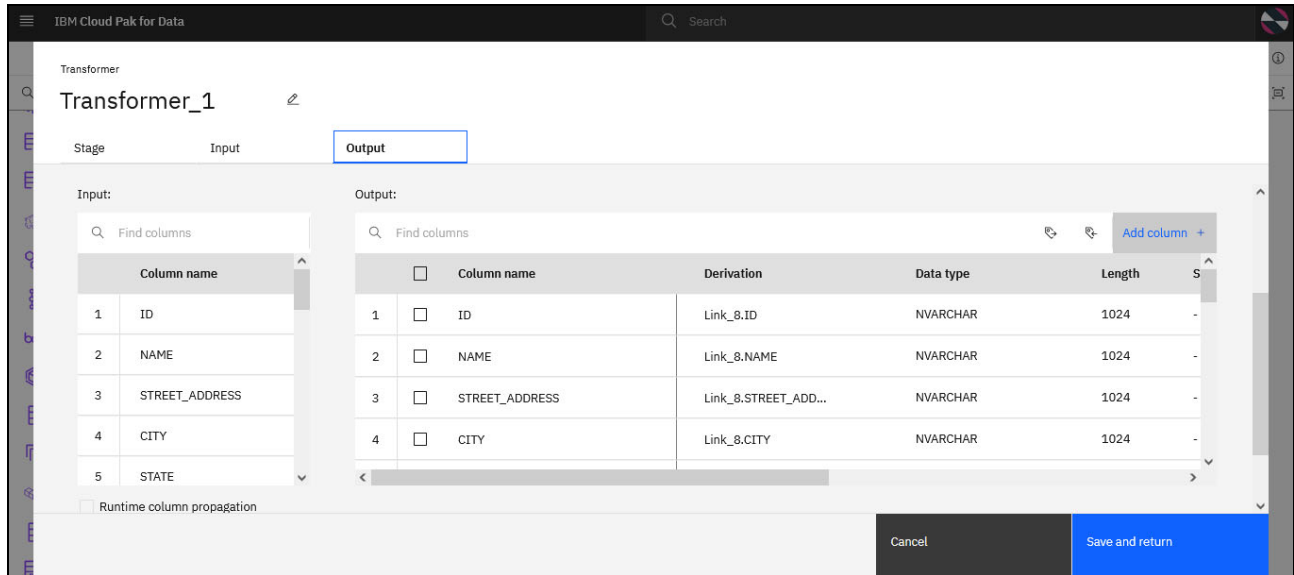 IBM Cloud Pak for Data
Search
Transformer
Transformer_1
Stage Input Output
Input:
Find columns
Column name
1 ID
2 NAME
3 STREET_ADDRESS
4 CITY
5 STATE
Runtime column propagation
Output:
Find columns
Add column +
Column name Derivation Data type Length S
1 ID Link_8.ID NVARCHAR 1024 -
2 NAME Link_8.NAME NVARCHAR 1024 -
3 STREET_ADDRESS Link_8.STREET_ADD... NVARCHAR 1024 -
4 CITY Link_8.CITY NVARCHAR 1024 -
Cancel
Save and return